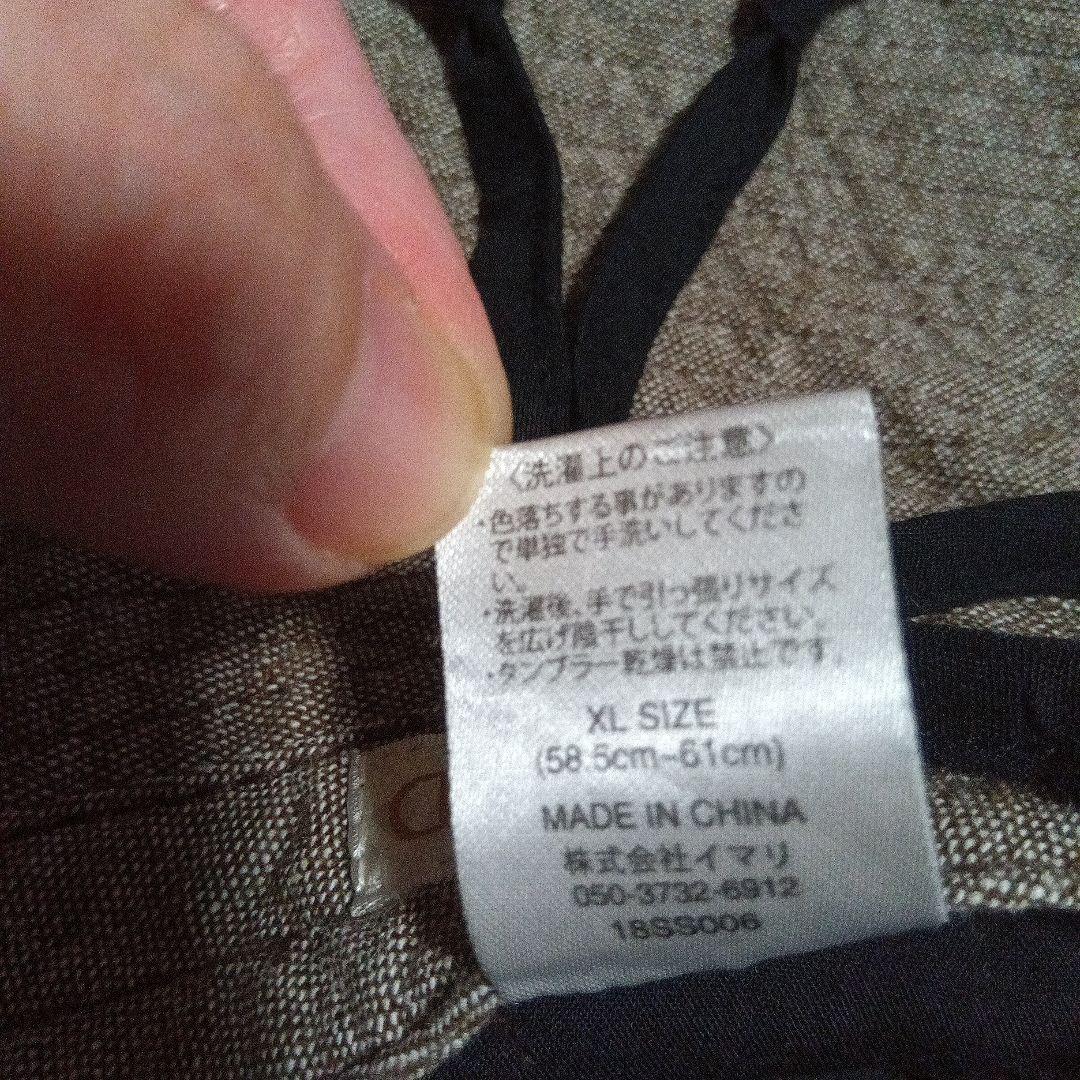 〈洗濯上のご注意〉
・色落ちする事がありますの
で単独で手洗いしてくださ
い。
・洗濯後、手で引っ張りサイズ
を広げ陰干ししてください。
・タンブラー乾燥は禁止です。
XL SIZE
(58.5cm~61cm)
MADE IN CHINA
株式会社イマリ
050-3732-6912
18SS006